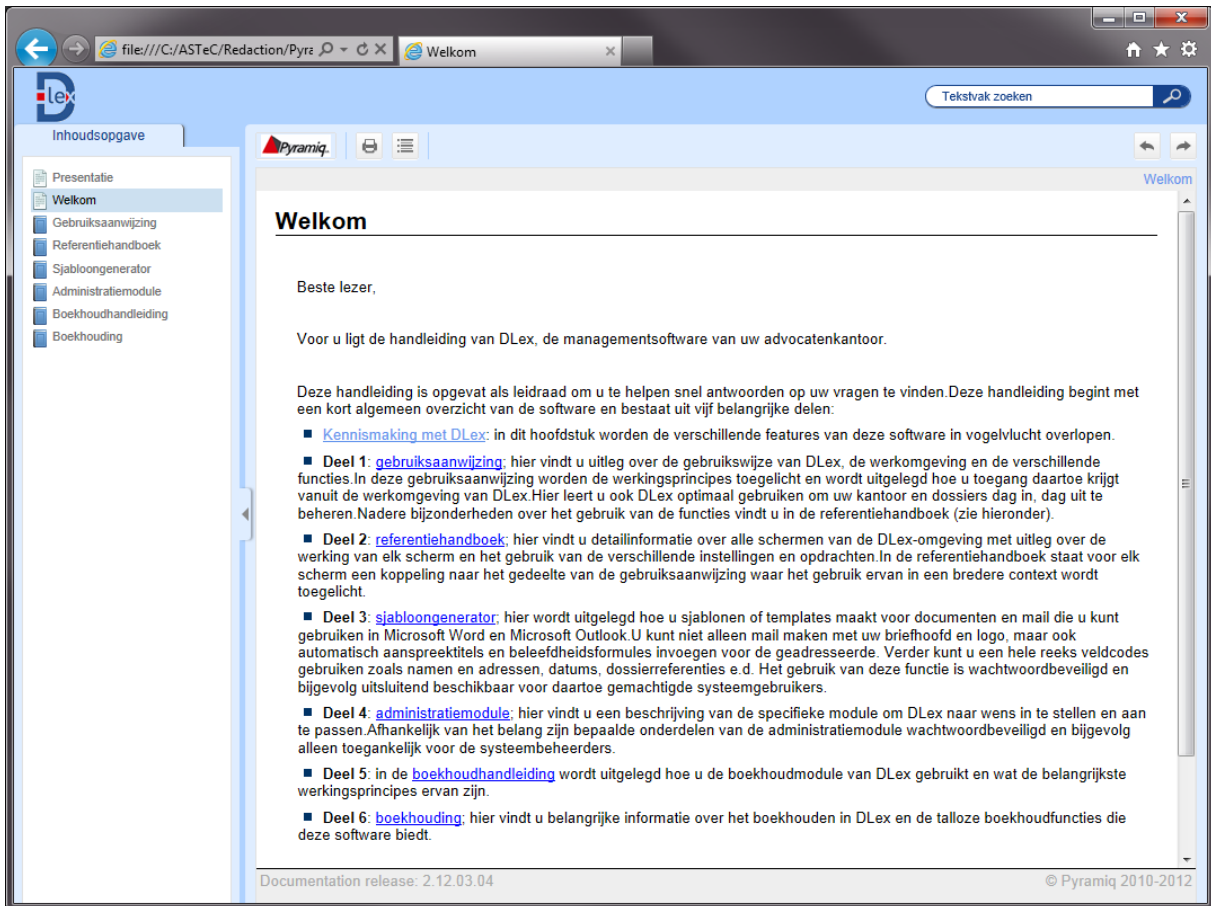 file:///C:/ASTeC/Redaction/Pyra
Welkom
lex
Tekstvak zoeken
Inhoudsopgave
Pyramiq.
Presentatie
Welkom
Gebruiksaanwijzing
Referentiehandboek
Sjabloongenerator
Administratiemodule
Boekhoudhandleiding
Boekhouding
Welkom
Welkom
Beste lezer,
Voor u ligt de handleiding van DLex, de managementsoftware van uw advocatenkantoor.
Deze handleiding is opgevat als leidraad om u te helpen snel antwoorden op uw vragen te vinden.Deze handleiding begint met
een kort algemeen overzicht van de software en bestaat uit vijf belangrijke delen:
Kennismaking met DLex: in dit hoofdstuk worden de verschillende features van deze software in vogelvlucht overlopen.
Deel 1: gebruiksaanwijzing; hier vindt u uitleg over de gebruikswijze van DLex, de werkomgeving en de verschillende
functies.In deze gebruiksaanwijzing worden de werkingsprincipes toegelicht en wordt uitgelegd hoe u toegang daartoe krijgt
vanuit de werkomgeving van DLex.Hier leert u ook DLex optimaal gebruiken om uw kantoor en dossiers dag in, dag uit te
beheren.Nadere bijzonderheden over het gebruik van de functies vindt u in de referentiehandboek (zie hieronder).
Deel 2: referentiehandboek; hier vindt u detailinformatie over alle schermen van de DLex-omgeving met uitleg over de
werking van elk scherm en het gebruik van de verschillende instellingen en opdrachten.In de referentiehandboek staat voor elk
scherm een koppeling naar het gedeelte van de gebruiksaanwijzing waar het gebruik ervan in een bredere context wordt
toegelicht.
Deel 3: sjabloongenerator; hier wordt uitgelegd hoe u sjablonen of templates maakt voor documenten en mail die u kunt
gebruiken in Microsoft Word en Microsoft Outlook.U kunt niet alleen mail maken met uw briefhoofd en logo, maar ook
automatisch aanspreektitels en beleefdheidsformules invoegen voor de geadresseerde. Verder kunt u een hele reeks veldcodes
gebruiken zoals namen en adressen, datums, dossierreferenties e.d. Het gebruik van deze functie is wachtwoordbeveiligd en
bijgevolg uitsluitend beschikbaar voor daartoe gemachtigde systeemgebruikers.
Deel 4: administratiemodule; hier vindt u een beschrijving van de specifieke module om DLex naar wens in te stellen en aan
te passen.Afhankelijk van het belang zijn bepaalde onderdelen van de administratiemodule wachtwoordbeveiligd en bijgevolg
alleen toegankelijk voor de systeembeheerders.
Deel 5: in de boekhoudhandleiding wordt uitgelegd hoe u de boekhoudmodule van DLex gebruikt en wat de belangrijkste
werkingsprincipes ervan zijn.
Deel 6: boekhouding; hier vindt u belangrijke informatie over het boekhouden in DLex en de talloze boekhoudfuncties die
deze software biedt.
Documentation release: 2.12.03.04
© Pyramiq 2010-2012